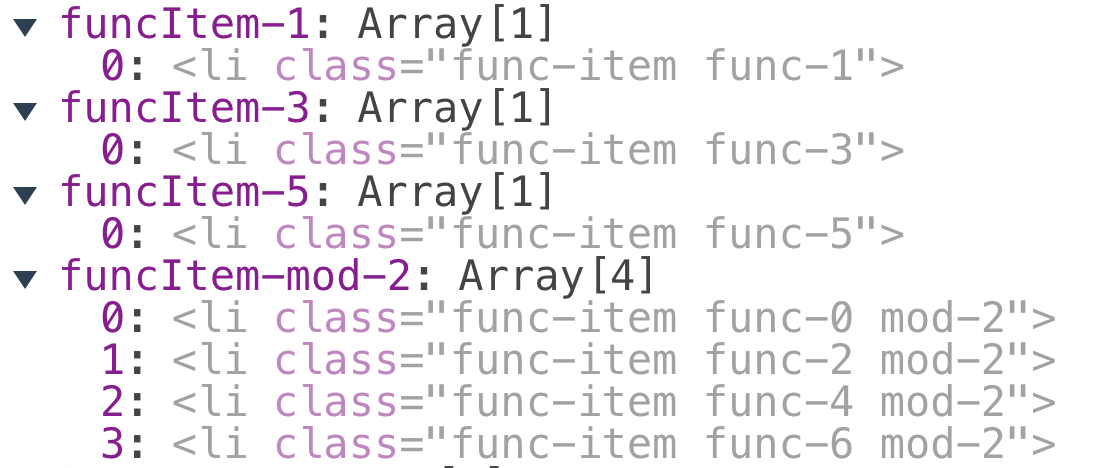 ▼ funcItem-1: Array[1]
0: <li class="func-item func-1">
▼ funcItem-3: Array[1]
0: <li class="func-item func-3">
▼ funcItem-5: Array[1]
0: <li class="func-item func-5">
▼ funcItem-mod-2: Array[4]
0: <li class="func-item func-0 mod-2">
1: <li class="func-item func-2 mod-2">
2: <li class="func-item func-4 mod-2">
3: <li class="func-item func-6 mod-2">